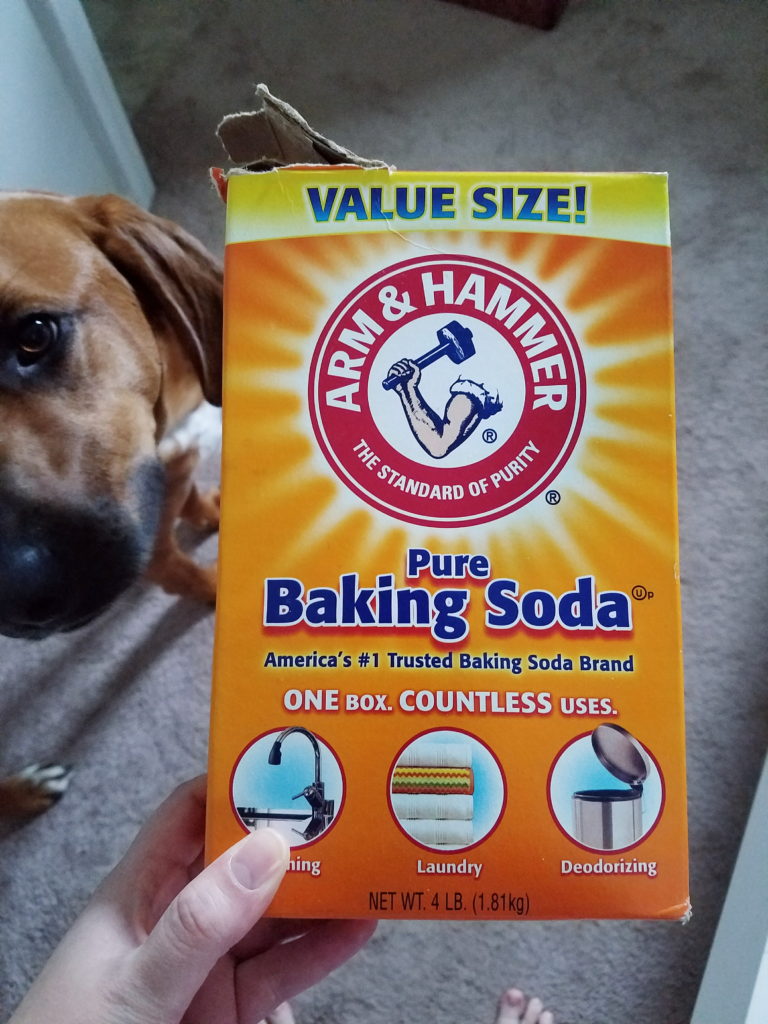 VALUE SIZE!
ARM & HAMMER
THE STANDARD OF PURITY
®
®
Pure
Baking Soda ⓊP
America's #1 Trusted Baking Soda Brand
ONE BOX. COUNTLESS USES.
Laundry
Deodorizing
NET WT. 4 LB. (1.81kg)